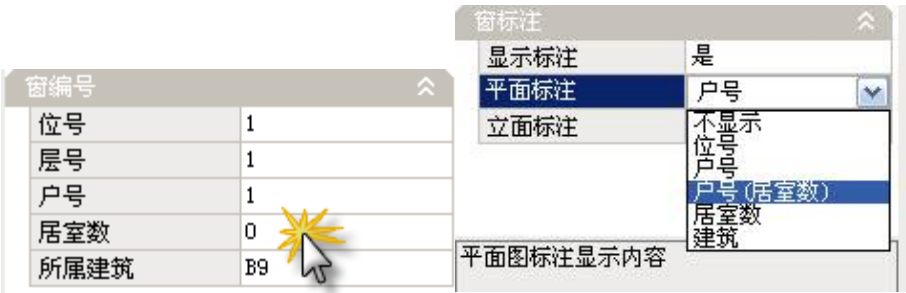 窗编号
位号 1
层号 1
户号 1
居室数 0
所属建筑 B9
窗标注
显示标注 是
平面标注 户号
立面标注
不显示
位号
户号
户号(居室数)
居室数
建筑
平面图标注显示内容